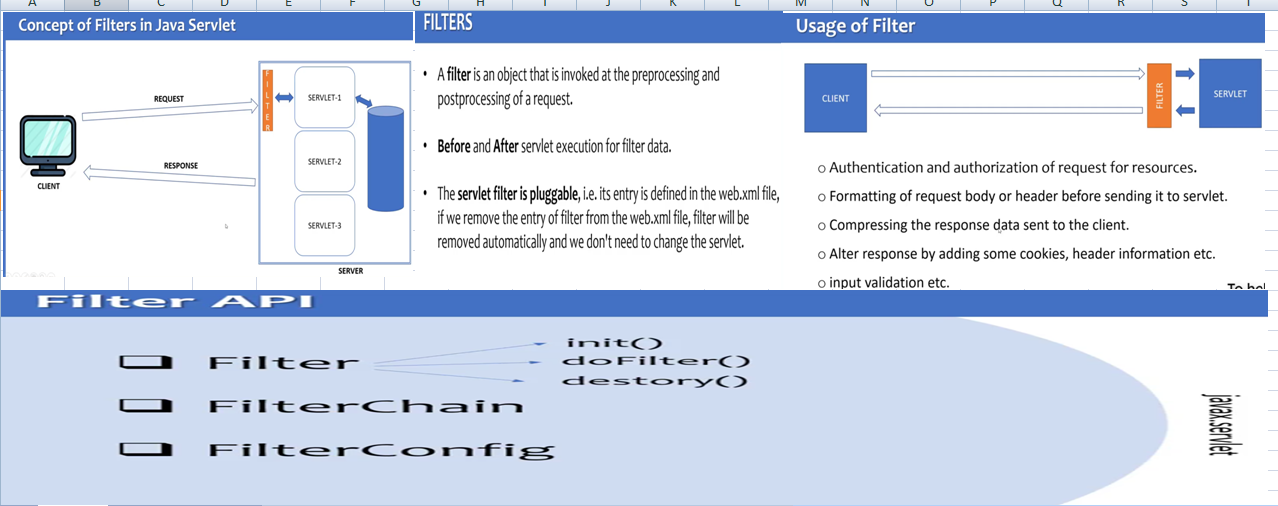 A B C D E F G H I J K L M N O P Q R S T
Concept of Filters in Java Servlet
REQUEST
RESPONSE
CLIENT
FILTER
SERVLET-1
SERVLET-2
SERVLET-3
SERVER
FILTERS
• A filter is an object that is invoked at the preprocessing and
postprocessing of a request.
• Before and After servlet execution for filter data.
• The servlet filter is pluggable, i.e. its entry is defined in the web.xml file,
if we remove the entry of filter from the web.xml file, filter will be
removed automatically and we don't need to change the servlet.
Usage of Filter
CLIENT
FILTER
SERVLET
o Authentication and authorization of request for resources.
o Formatting of request body or header before sending it to servlet.
o Compressing the response data sent to the client.
o Alter response by adding some cookies, header information etc.
o input validation etc.
Filter API
Filter
init()
doFilter()
destory()
FilterChain
FilterConfig
javax.servlet